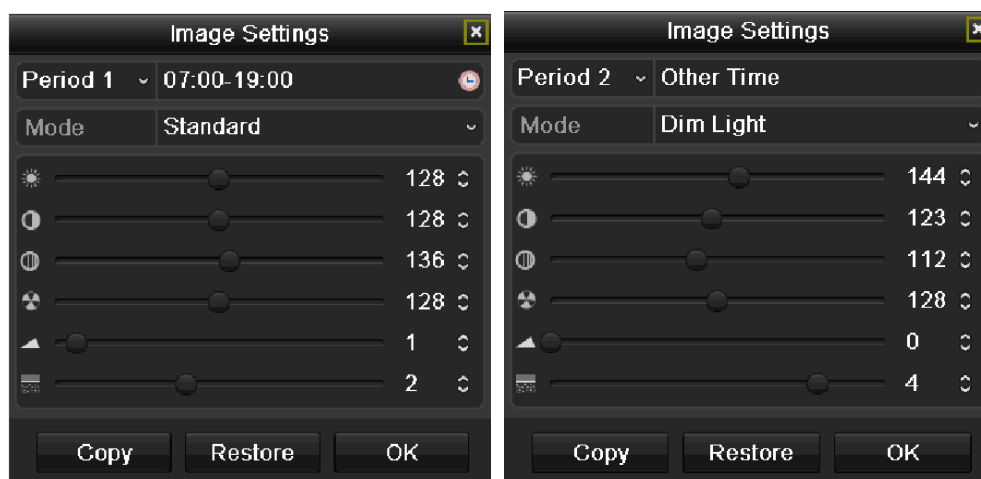 Image Settings
Period 1 07:00-19:00
Mode Standard
128
128
136
128
1
2
Copy Restore OK
Image Settings
Period 2 Other Time
Mode Dim Light
144
123
112
128
0
4
Copy Restore OK